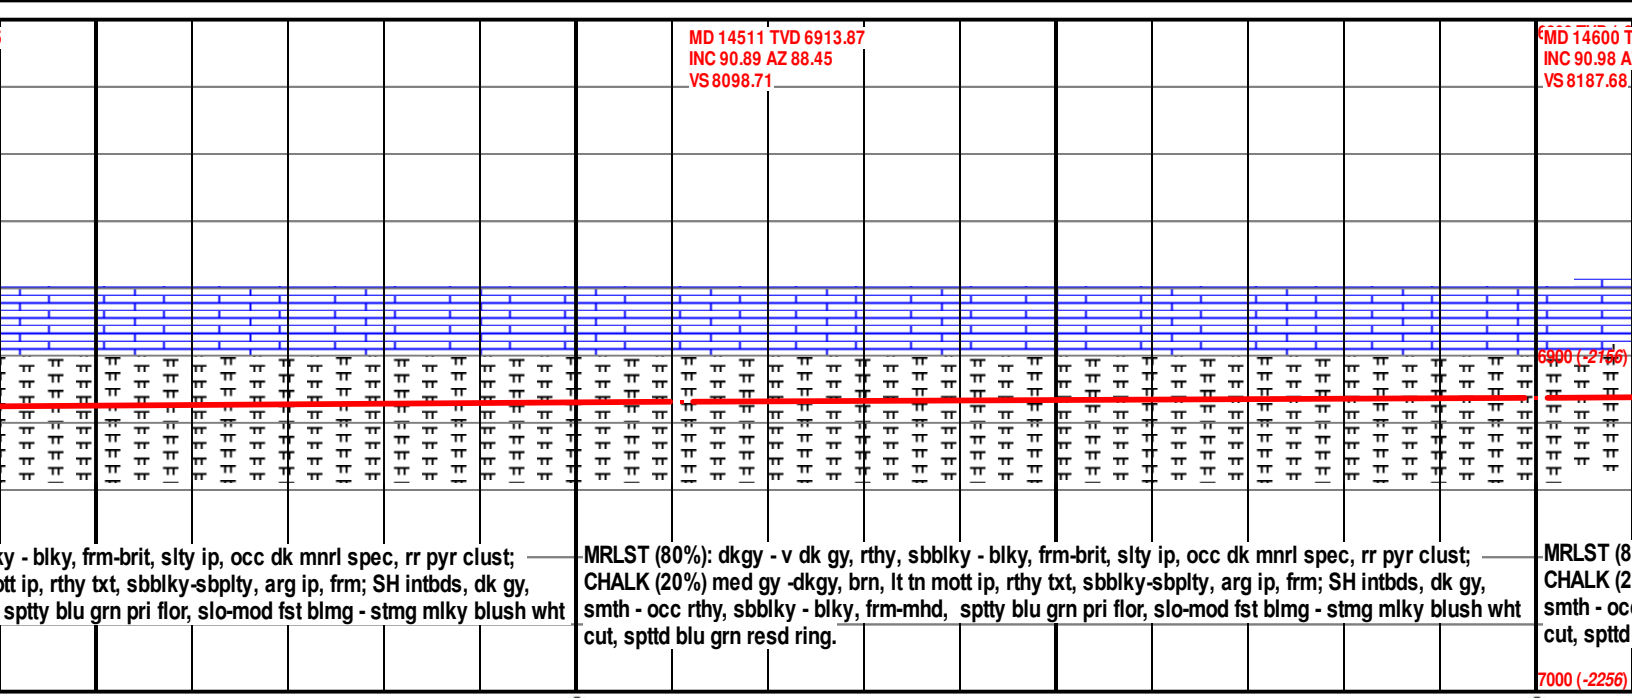 MD 14511 TVD 6913.87
INC 90.89 AZ 88.45
VS 8098.71
MD 14600 T
INC 90.98 A
VS 8187.68
6900 (-2156)
ky - blky, frm-brit, slty ip, occ dk mnrl spec, rr pyr clust;
ott ip, rthy txt, sbblky-sbplty, arg ip, frm; SH intbds, dk gy,
sptty blu grn pri flor, slo-mod fst blmg - stmg mlky blush wht
MRLST (80%): dkgy - v dk gy, rthy, sbblky - blky, frm-brit, slty ip, occ dk mnrl spec, rr pyr clust;
CHALK (20%) med gy -dkgy, brn, lt tn mott ip, rthy txt, sbblky-sbplty, arg ip, frm; SH intbds, dk gy,
smth - occ rthy, sbblky - blky, frm-mhd, sptty blu grn pri flor, slo-mod fst blmg - stmg mlky blush wht
cut, spttd blu grn resd ring.
MRLST (8
CHALK (2
smth - oc
cut, spttd
7000 (-2256)